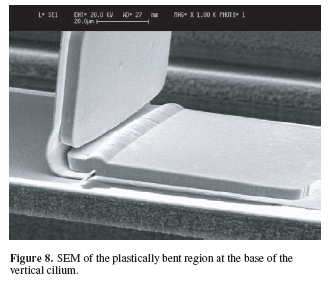 L= SE1 EHT= 20.0 KV WD= 27 mm MAG= X 1.00 K PHOTO= 1
20.0µm
Figure 8. SEM of the plastically bent region at the base of the
vertical cilium.